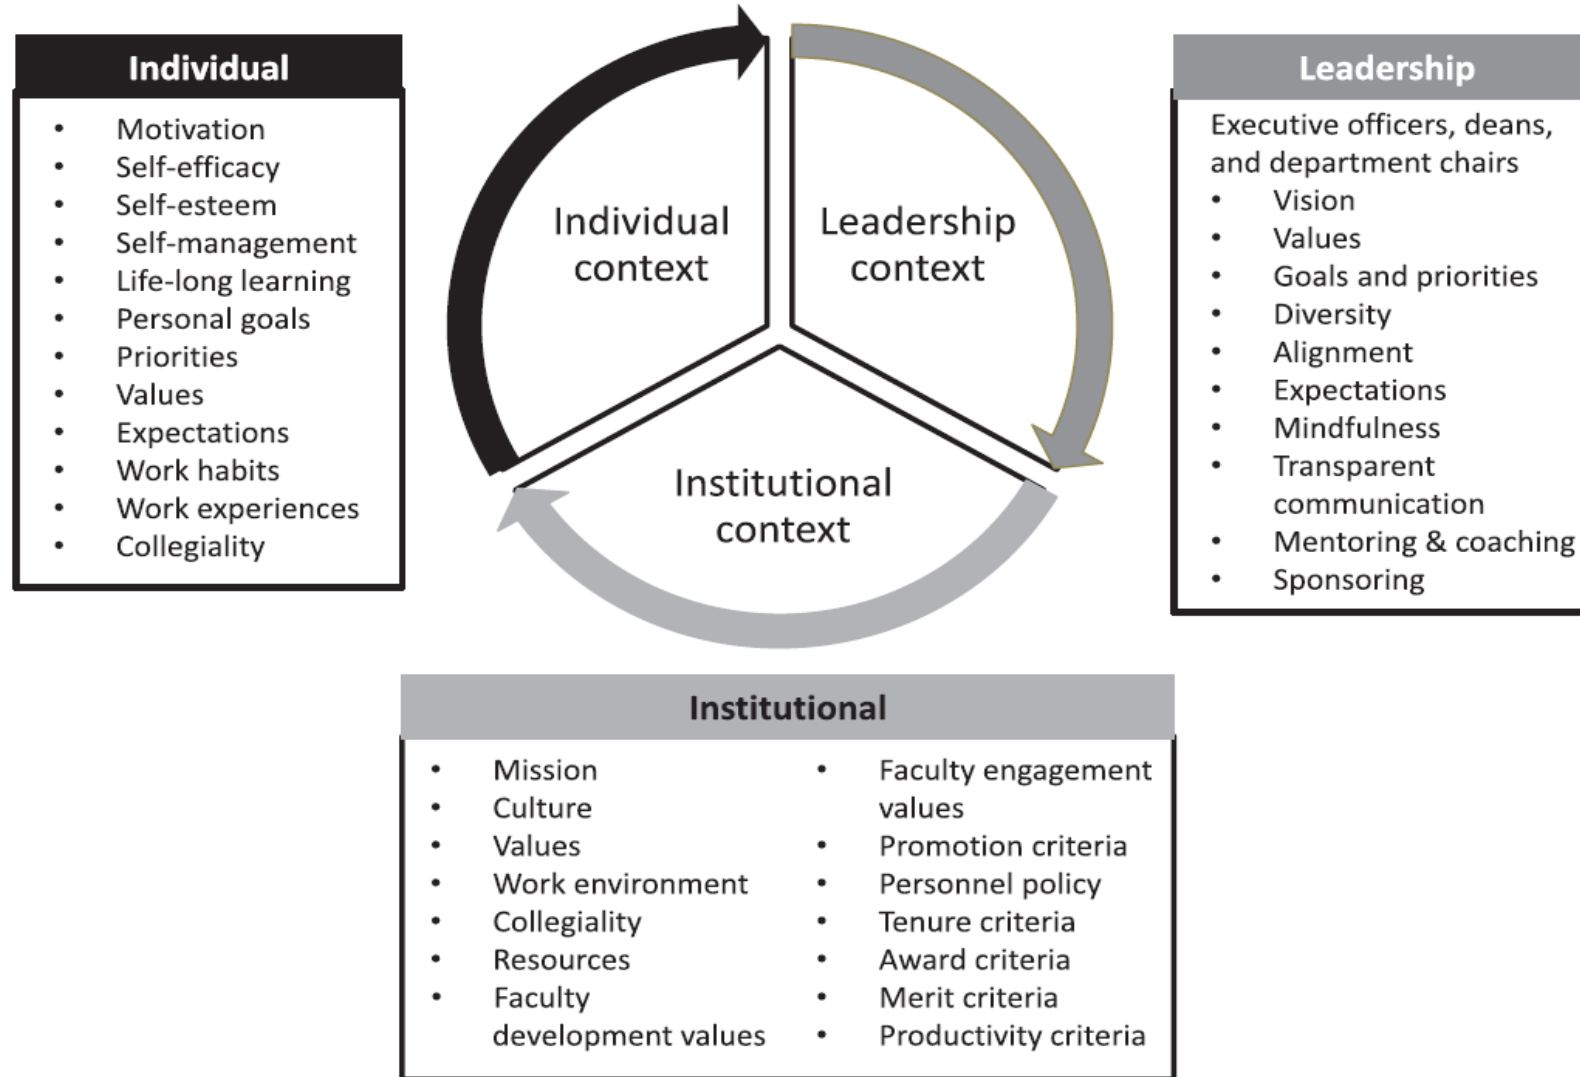 Individual
• Motivation
• Self-efficacy
• Self-esteem
• Self-management
• Life-long learning
• Personal goals
• Priorities
• Values
• Expectations
• Work habits
• Work experiences
• Collegiality
Individual
context
Leadership
context
Institutional
context
Leadership
Executive officers, deans,
and department chairs
• Vision
• Values
• Goals and priorities
• Diversity
• Alignment
• Expectations
• Mindfulness
• Transparent
communication
• Mentoring & coaching
• Sponsoring
Institutional
• Mission
• Culture
• Values
• Work environment
• Collegiality
• Resources
• Faculty
development values
• Faculty engagement
values
• Promotion criteria
• Personnel policy
• Tenure criteria
• Award criteria
• Merit criteria
• Productivity criteria